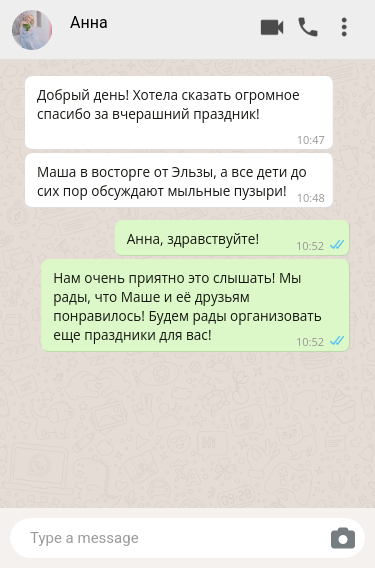 Анна
Добрый день! Хотела сказать огромное
спасибо за вчерашний праздник!
10:47
Маша в восторге от Эльзы, а все дети до
сих пор обсуждают мыльные пузыри!
10:48
Анна, здравствуйте!
10:52
Нам очень приятно это слышать! Мы
рады, что Маше и её друзьям
понравилось! Будем рады организовать
еще праздники для вас!
10:52
Type a message